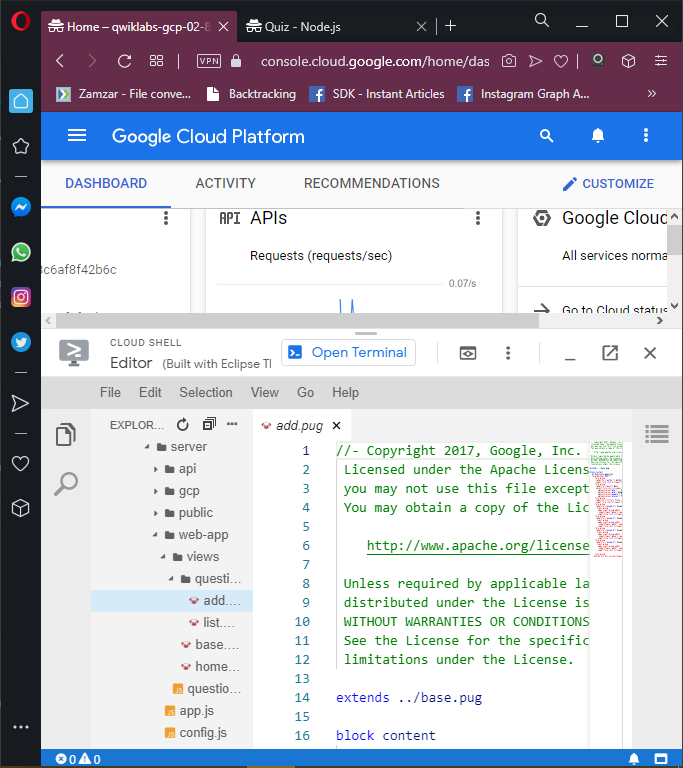 Home – qwiklabs-gcp-02-8
Quiz - Node.js
VPN
console.cloud.google.com/home/das
Zamzar - File conve...
Backtracking
SDK - Instant Articles
Instagram Graph A...
»
Google Cloud Platform
DASHBOARD
ACTIVITY
RECOMMENDATIONS
CUSTOMIZE
API APIs
Google Cloud
Requests (requests/sec)
All services norma
c6af8f42b6c
0.07/s
Go to Cloud status
CLOUD SHELL
Editor (Built with Eclipse Tl
Open Terminal
File Edit Selection View Go Help
EXPLOR...
server
api
gcp
public
web-app
views
questi...
add....
list....
base....
home...
questio...
app.js
config.js
add.pug
1 //- Copyright 2017, Google, Inc.
2 Licensed under the Apache Licens
3 you may not use this file except
4 You may obtain a copy of the Lic
5
6 http://www.apache.org/license
7
8 Unless required by applicable la
9 distributed under the License is
10 WITHOUT WARRANTIES OR CONDITIONS
11 See the License for the specific
12 limitations under the License.
13
14 extends ../base.pug
15
16 block content
0 0